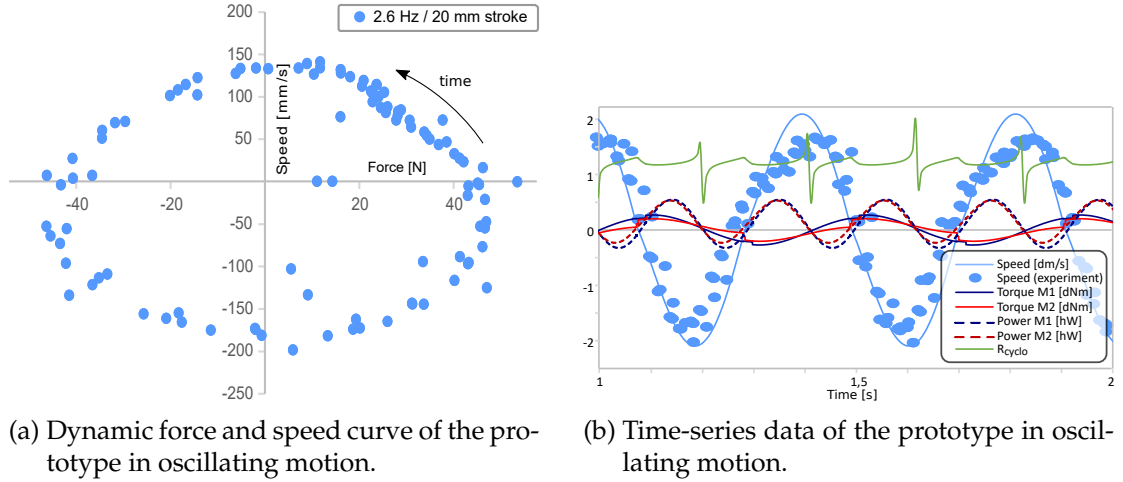 200
150
100
50
0
-50
-100
-150
-200
-250
-40
-20
20
40
2.6 Hz / 20 mm stroke
time
Speed [mm/s]
Force [N]
2
1
0
-1
-2
1
1,5
2
Time [s]
Speed [dm/s]
Speed (experiment)
Torque M1 [dNm]
Torque M2 [dNm]
Power M1 [hW]
Power M2 [hW]
Rcyclo
(a) Dynamic force and speed curve of the pro-
totype in oscillating motion.
(b) Time-series data of the prototype in oscil-
lating motion.